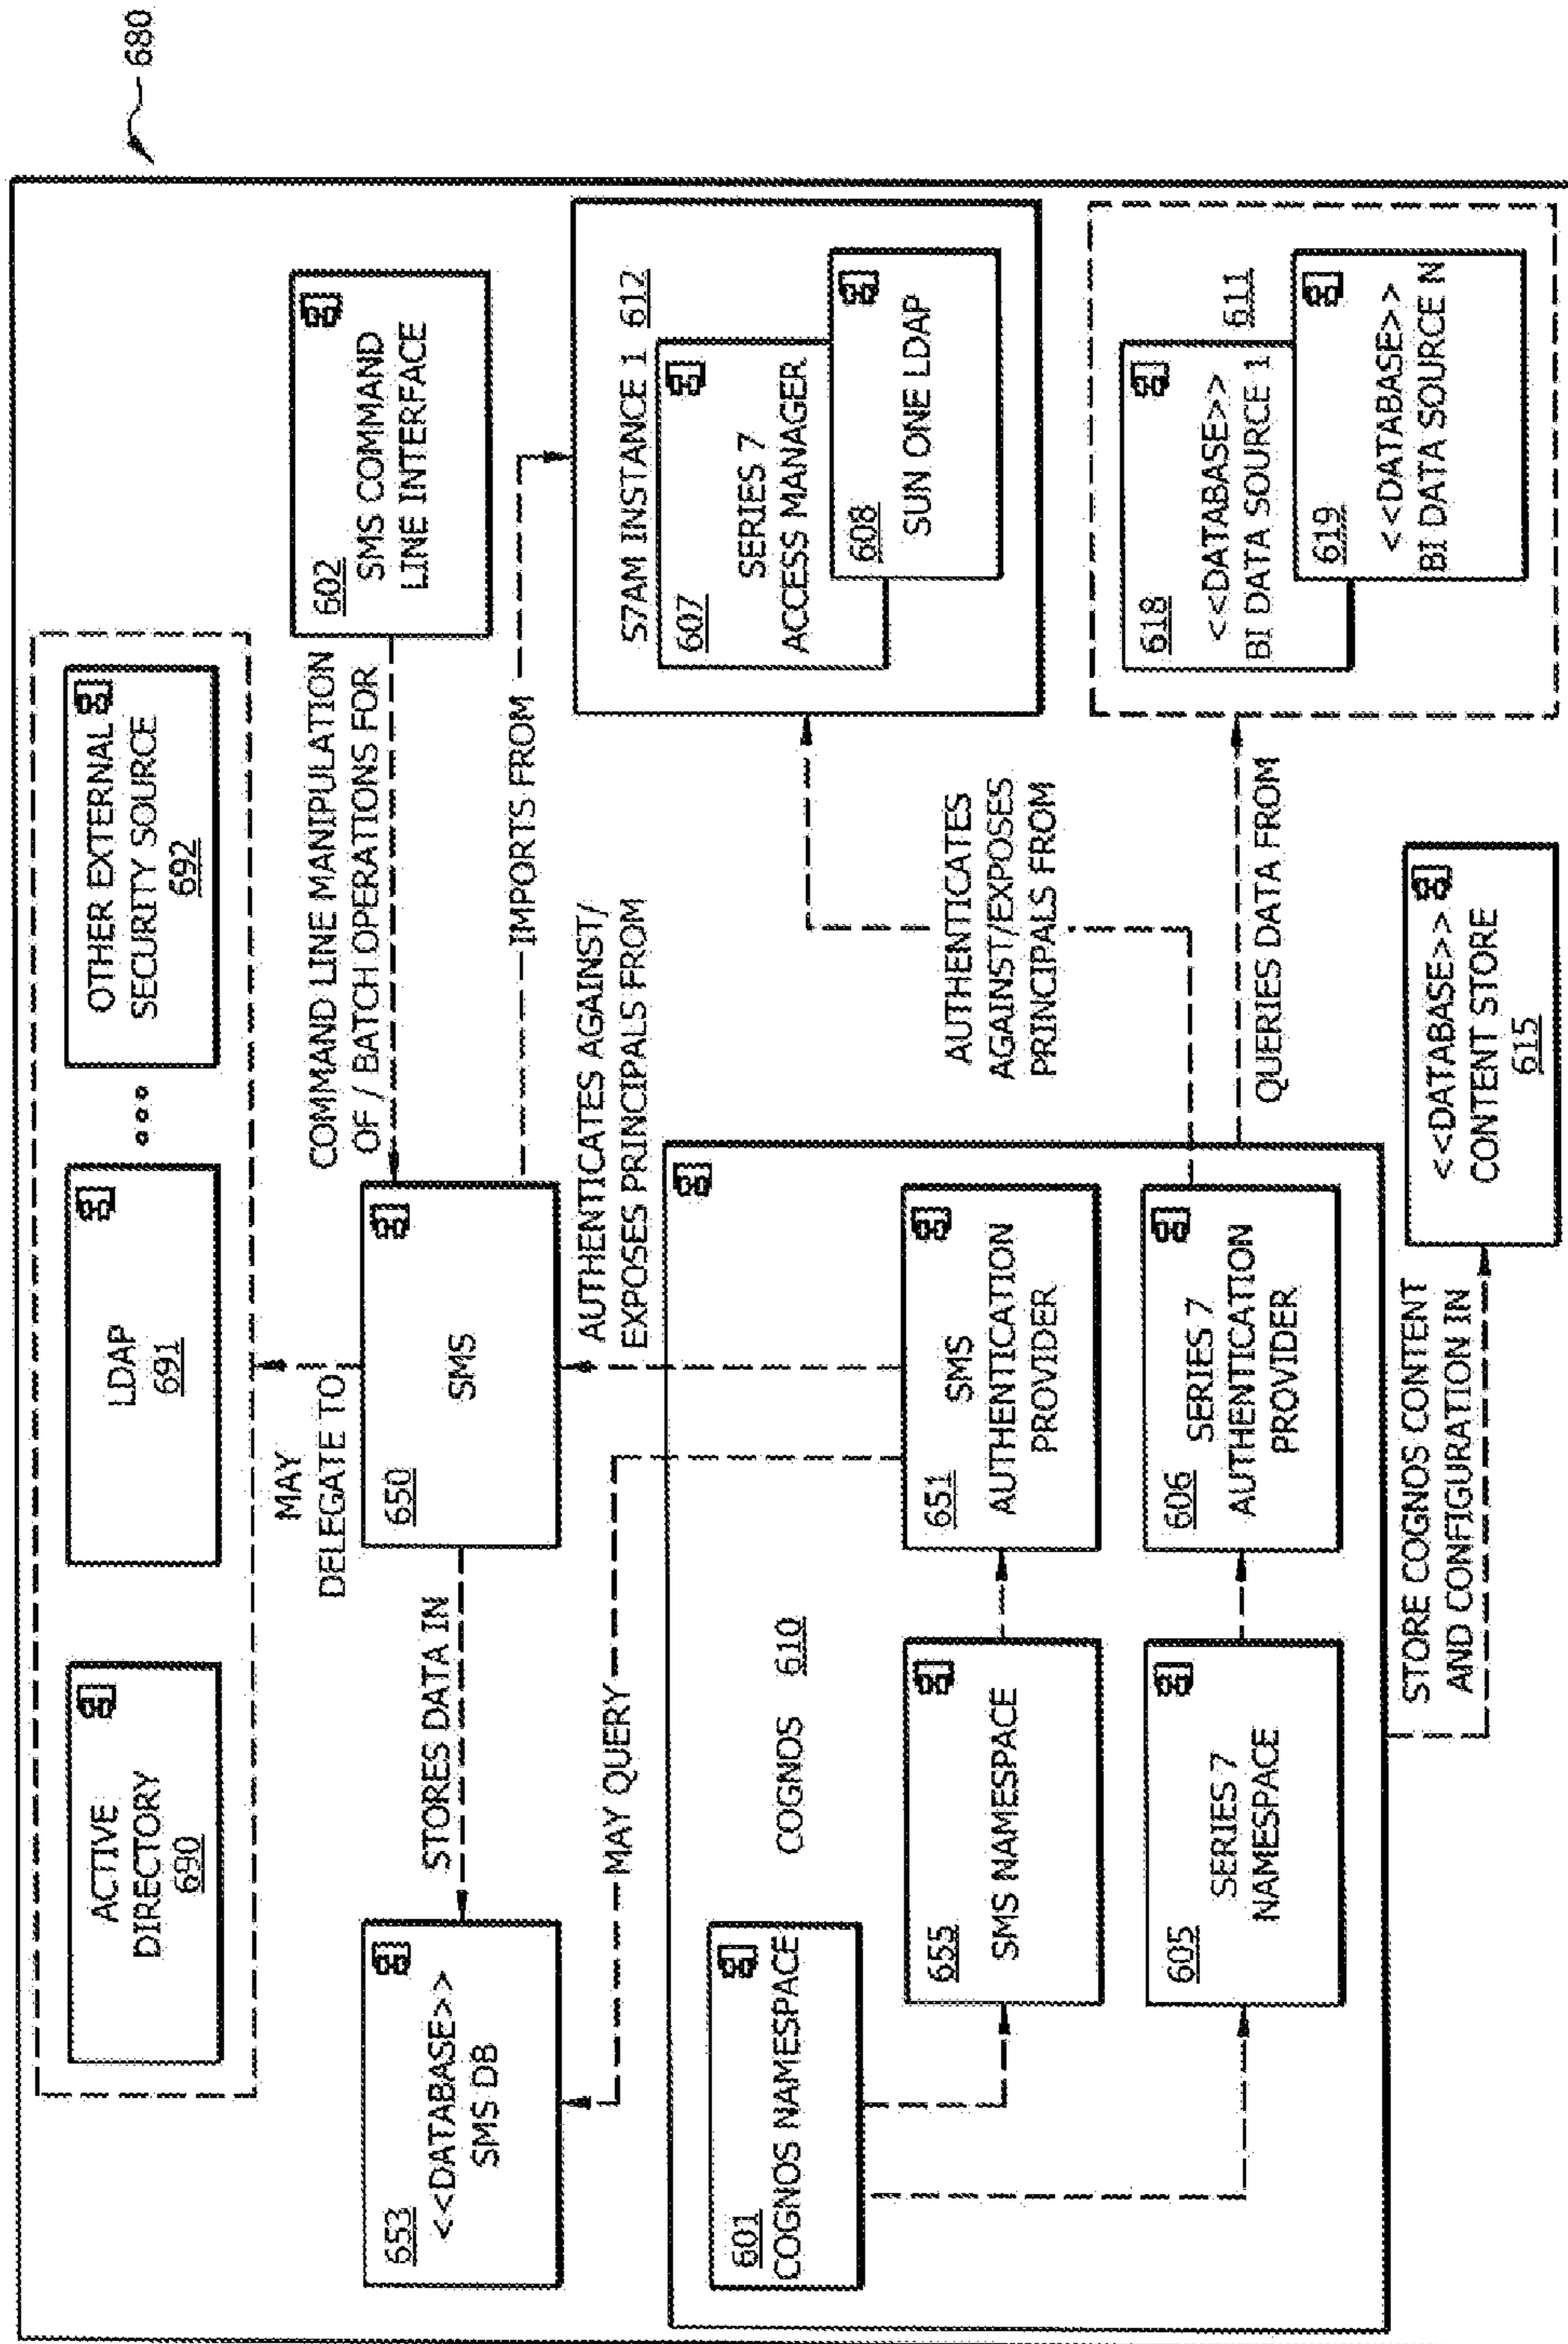 680
ACTIVE
DIRECTORY
690
LDAP
691
OTHER EXTERNAL
SECURITY SOURCE
692
MAY
DELEGATE TO
COMMAND LINE MANIPULATION
OF / BATCH OPERATIONS FOR
602
SMS COMMAND
LINE INTERFACE
653
<<DATABASE>>
SMS DB
STORES DATA IN
650
SMS
IMPORTS FROM
MAY QUERY
AUTHENTICATES AGAINST/
EXPOSES PRINCIPALS FROM
S7AM INSTANCE 1 612
607
SERIES 7
ACCESS MANAGER
608
SUN ONE LDAP
COGNOS 610
601
COGNOS NAMESPACE
655
SMS NAMESPACE
651
SMS
AUTHENTICATION
PROVIDER
605
SERIES 7
NAMESPACE
606
SERIES 7
AUTHENTICATION
PROVIDER
AUTHENTICATES
AGAINST/EXPOSES
PRINCIPALS FROM
QUERIES DATA FROM
618
<<DATABASE>>
BI DATA SOURCE 1
611
619
<<DATABASE>>
BI DATA SOURCE N
STORE COGNOS CONTENT
AND CONFIGURATION IN
<<DATABASE>>
CONTENT STORE
615